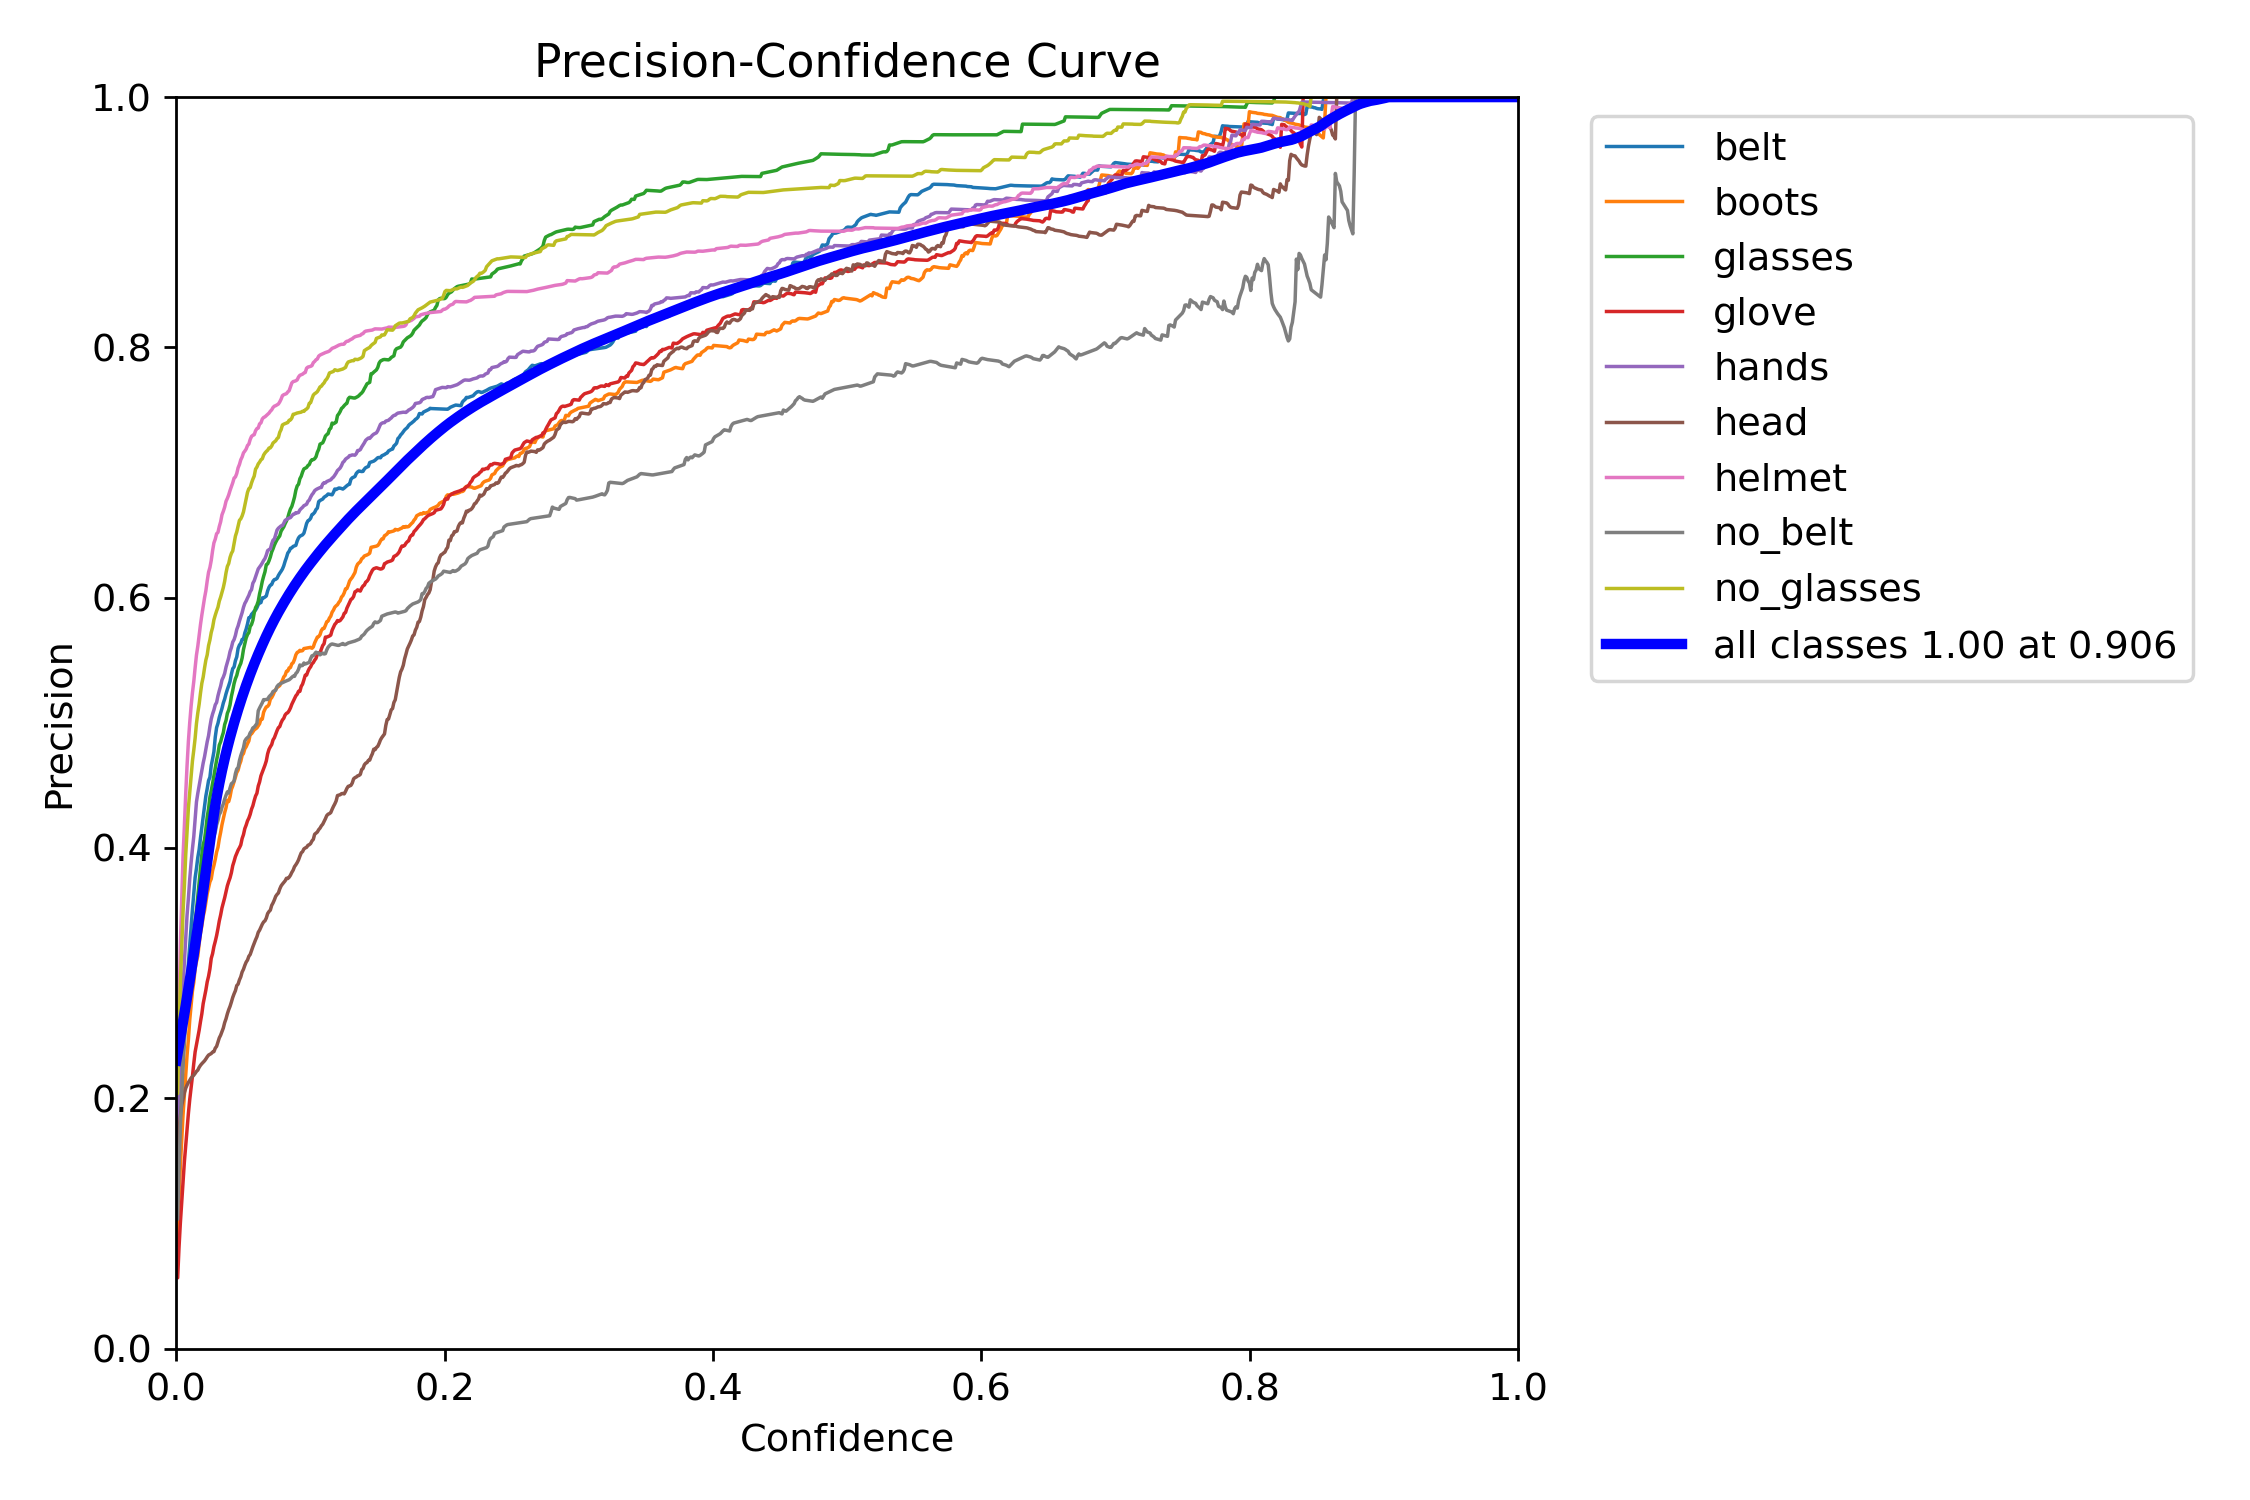 Precision-Confidence Curve
1.0
0.8
0.6
0.4
0.2
0.0
Precision
0.0 0.2 0.4 0.6 0.8 1.0
Confidence
belt
boots
glasses
glove
hands
head
helmet
no_belt
no_glasses
all classes 1.00 at 0.906